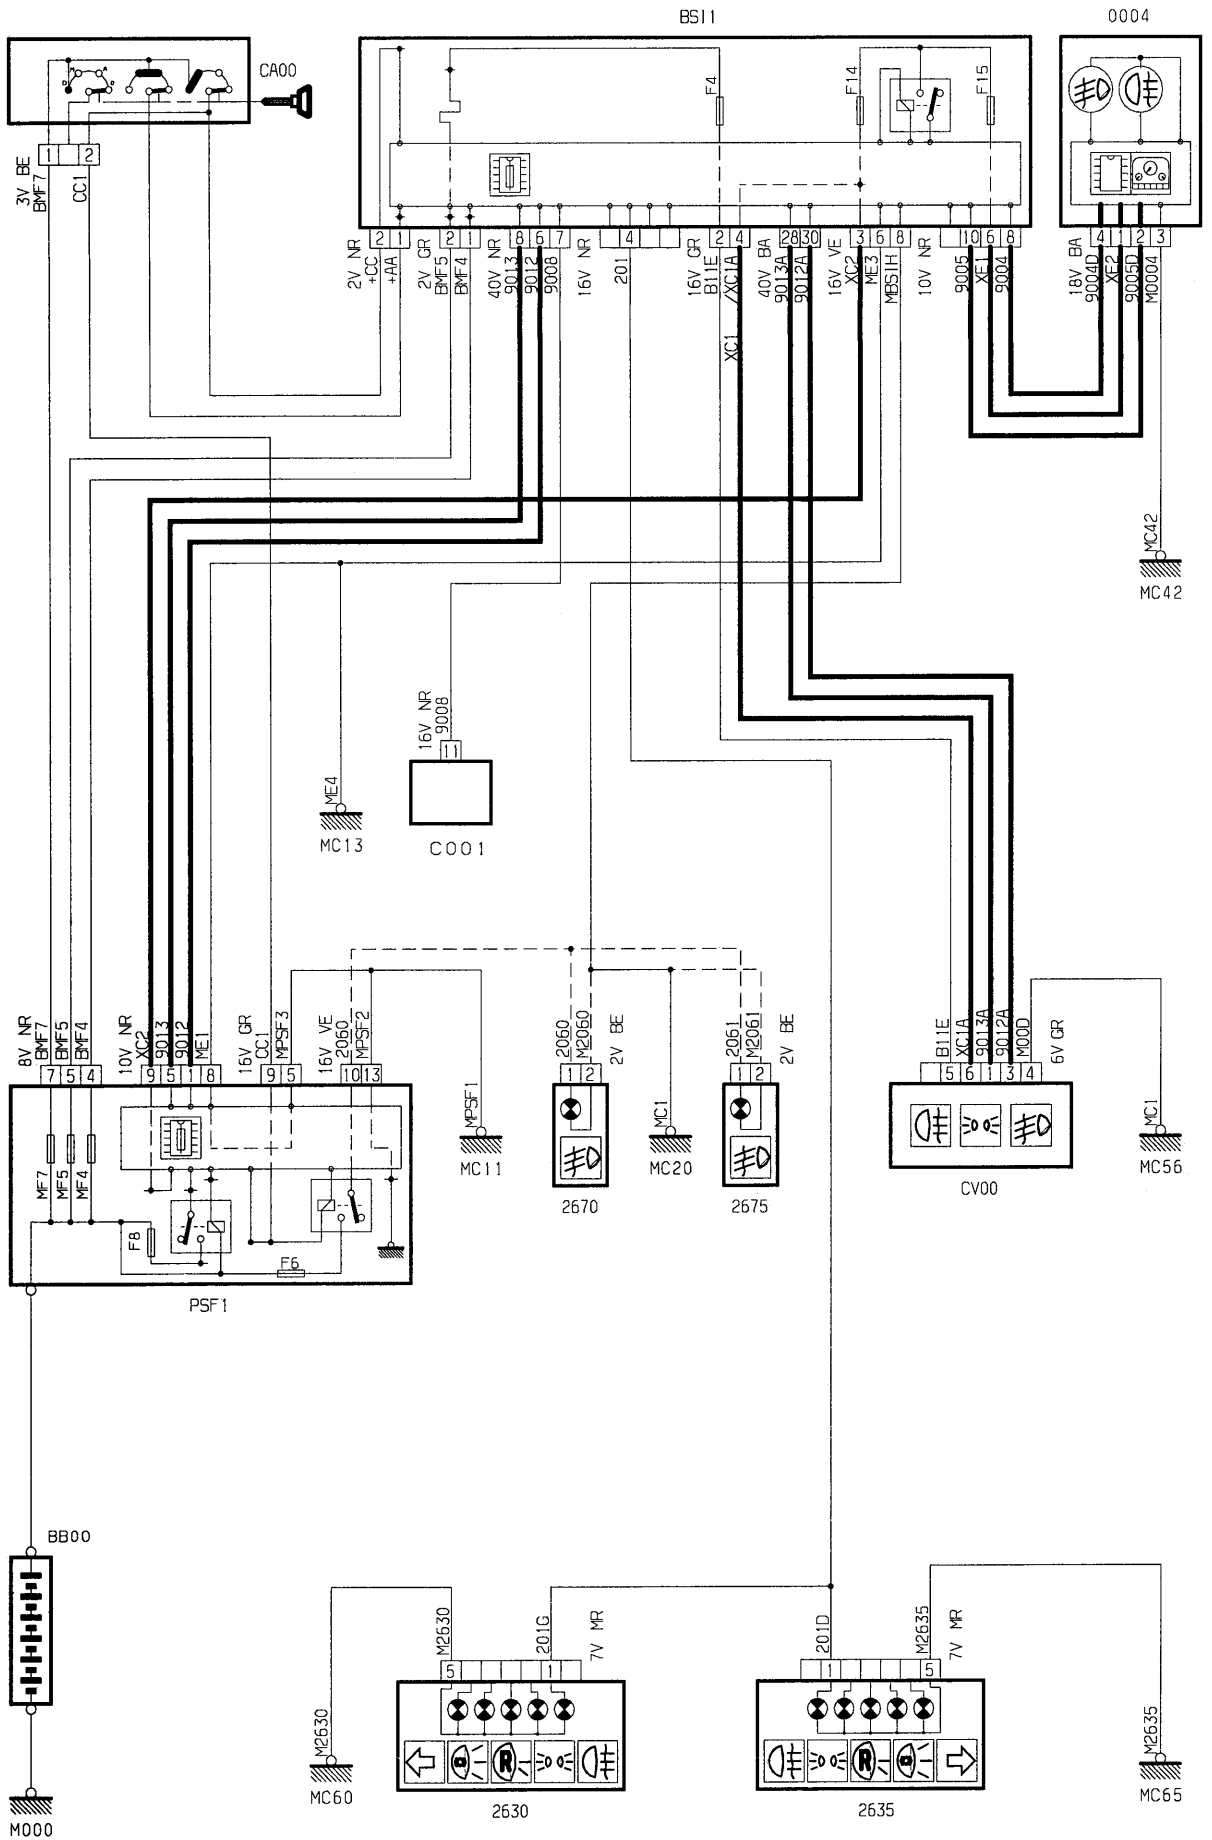 BSI1
0004
CA00
F4
F14
F15
1 2
3V BE
BMF7
CC1
2 1
2 1
8 6 7
4
2 4
28 30
3 6 8
10 6 8
4 1 2 3
2V NR
+CC
+AA
2V GR
BMF5
BMF4
40V NR
9013
9012
9008
16V NR
201
16V GR
B11E
/XC1A
XC1
40V BA
9013A
9012A
16V VE
XC2
ME3
MBSIH
10V NR
9005
XE1
9004
18V BA
9004D
XE2
9005D
M0004
MC42
MC42
16V NR
9008
11
C001
ME4
MC13
8V NR
BMF7
BMF5
BMF4
10V NR
XC2
9013
9012
ME1
16V GR
CC1
MPSF3
16V VE
2060
MPSF2
7 5 4
9 5 1 8
9 5
10 13
MPSF1
MC11
MF7
MF5
MF4
F8
F6
PSF1
2060
M2060
2V BE
1 2
2670
MC1
MC20
2061
M2061
2V BE
1 2
2675
B11E
XC1A
9013A
9012A
M00D
6V GR
5 6 1 3 4
CV00
MC1
MC56
BB00
M000
M2630
201G
7V MR
5 1
M2630
MC60
R
2630
201D
M2635
7V MR
1 5
R
2635
M2635
MC65